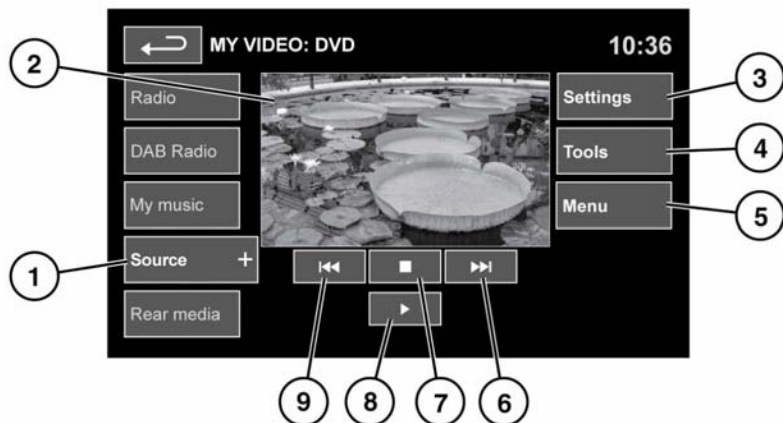 MY VIDEO: DVD 10:36
2
Radio
Settings
3
DAB Radio
Tools
4
My music
Menu
5
1
Source +
Rear media
9 8 7 6